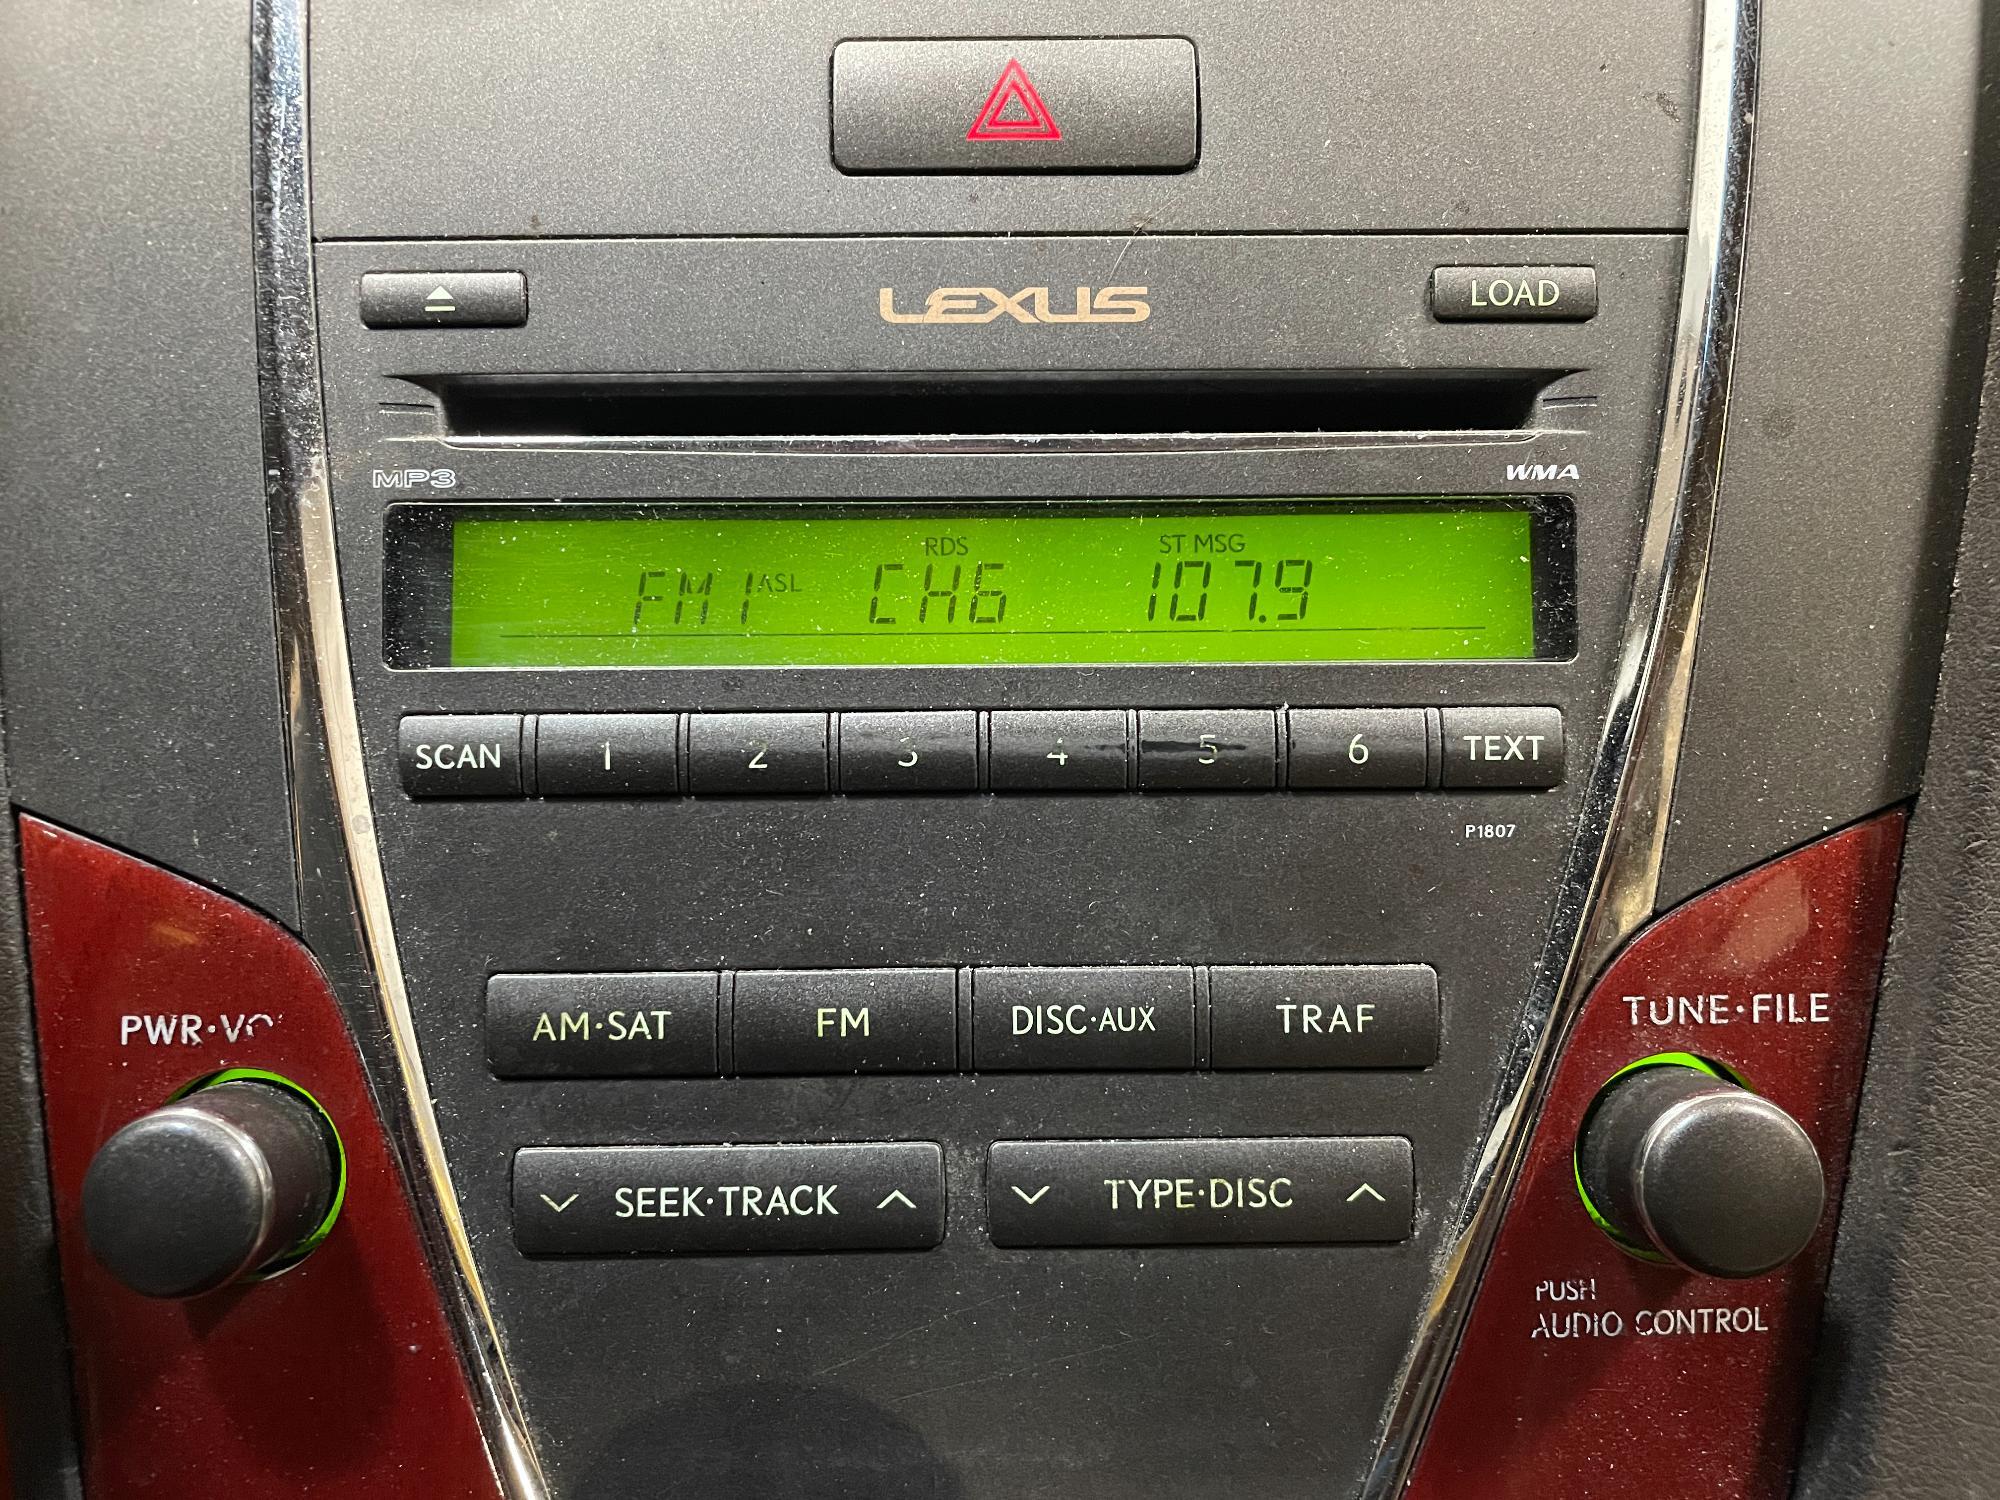 LEXUS
LOAD
MP3
WMA
RDS
ST MSG
FM1 ASL CH6 107.9
SCAN 1 2 3 4 5 6 TEXT
P1807
AM·SAT FM DISC·AUX TRAF
PWR·
TUNE·FILE
SEEK·TRACK
TYPE·DISC
PUSH
AUDIO CONTROL